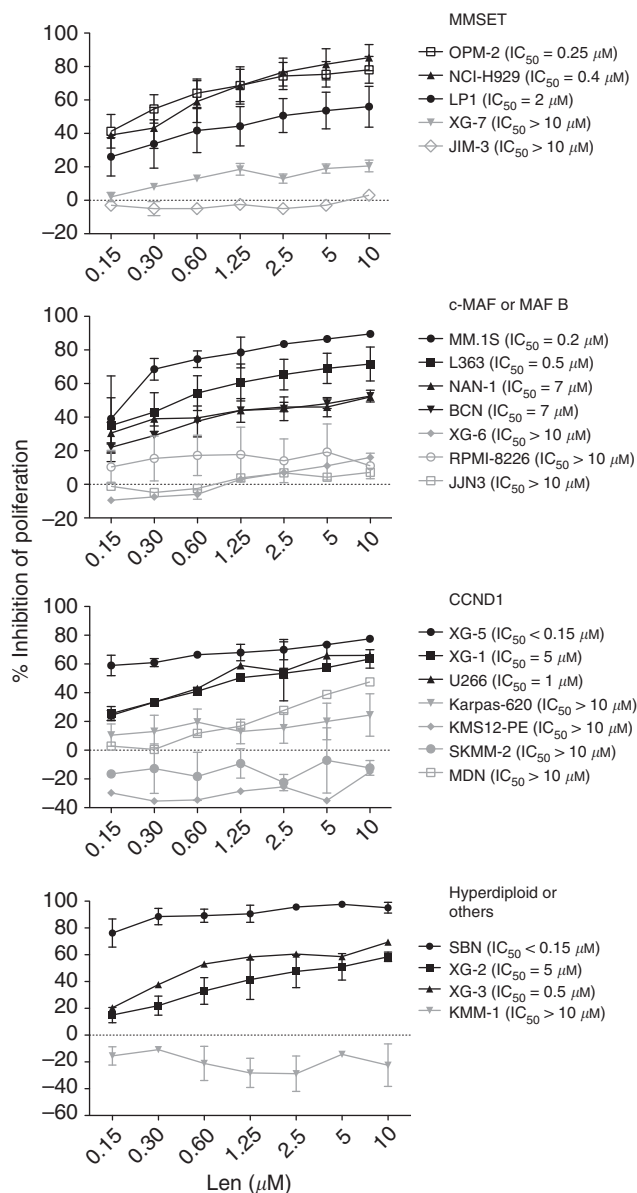 % Inhibition of poliferation
MMSET
100
80
60
40
20
0
–20
0.15 0.30 0.60 1.25 2.5 5 10
OPM-2 (IC50 = 0.25 μM)
NCI-H929 (IC50 = 0.4 μM)
LP1 (IC50 = 2 μM)
XG-7 (IC50 > 10 μM)
JIM-3 (IC50 > 10 μM)
c-MAF or MAF B
100
80
60
40
20
0
–20
0.15 0.30 0.60 1.25 2.5 5 10
MM.1S (IC50 = 0.2 μM)
L363 (IC50 = 0.5 μM)
NAN-1 (IC50 = 7 μM)
BCN (IC50 = 7 μM)
XG-6 (IC50 > 10 μM)
RPMI-8226 (IC50 > 10 μM)
JJN3 (IC50 > 10 μM)
CCND1
100
80
60
40
20
0
–20
–40
0.15 0.30 0.60 1.25 2.5 5 10
XG-5 (IC50 < 0.15 μM)
XG-1 (IC50 = 5 μM)
U266 (IC50 = 1 μM)
Karpas-620 (IC50 > 10 μM)
KMS12-PE (IC50 > 10 μM)
SKMM-2 (IC50 > 10 μM)
MDN (IC50 > 10 μM)
Hyperdiploid or
others
100
80
60
40
20
0
–20
–40
–60
0.15 0.30 0.60 1.25 2.5 5 10
SBN (IC50 < 0.15 μM)
XG-2 (IC50 = 5 μM)
XG-3 (IC50 = 0.5 μM)
KMM-1 (IC50 > 10 μM)
Len (μM)